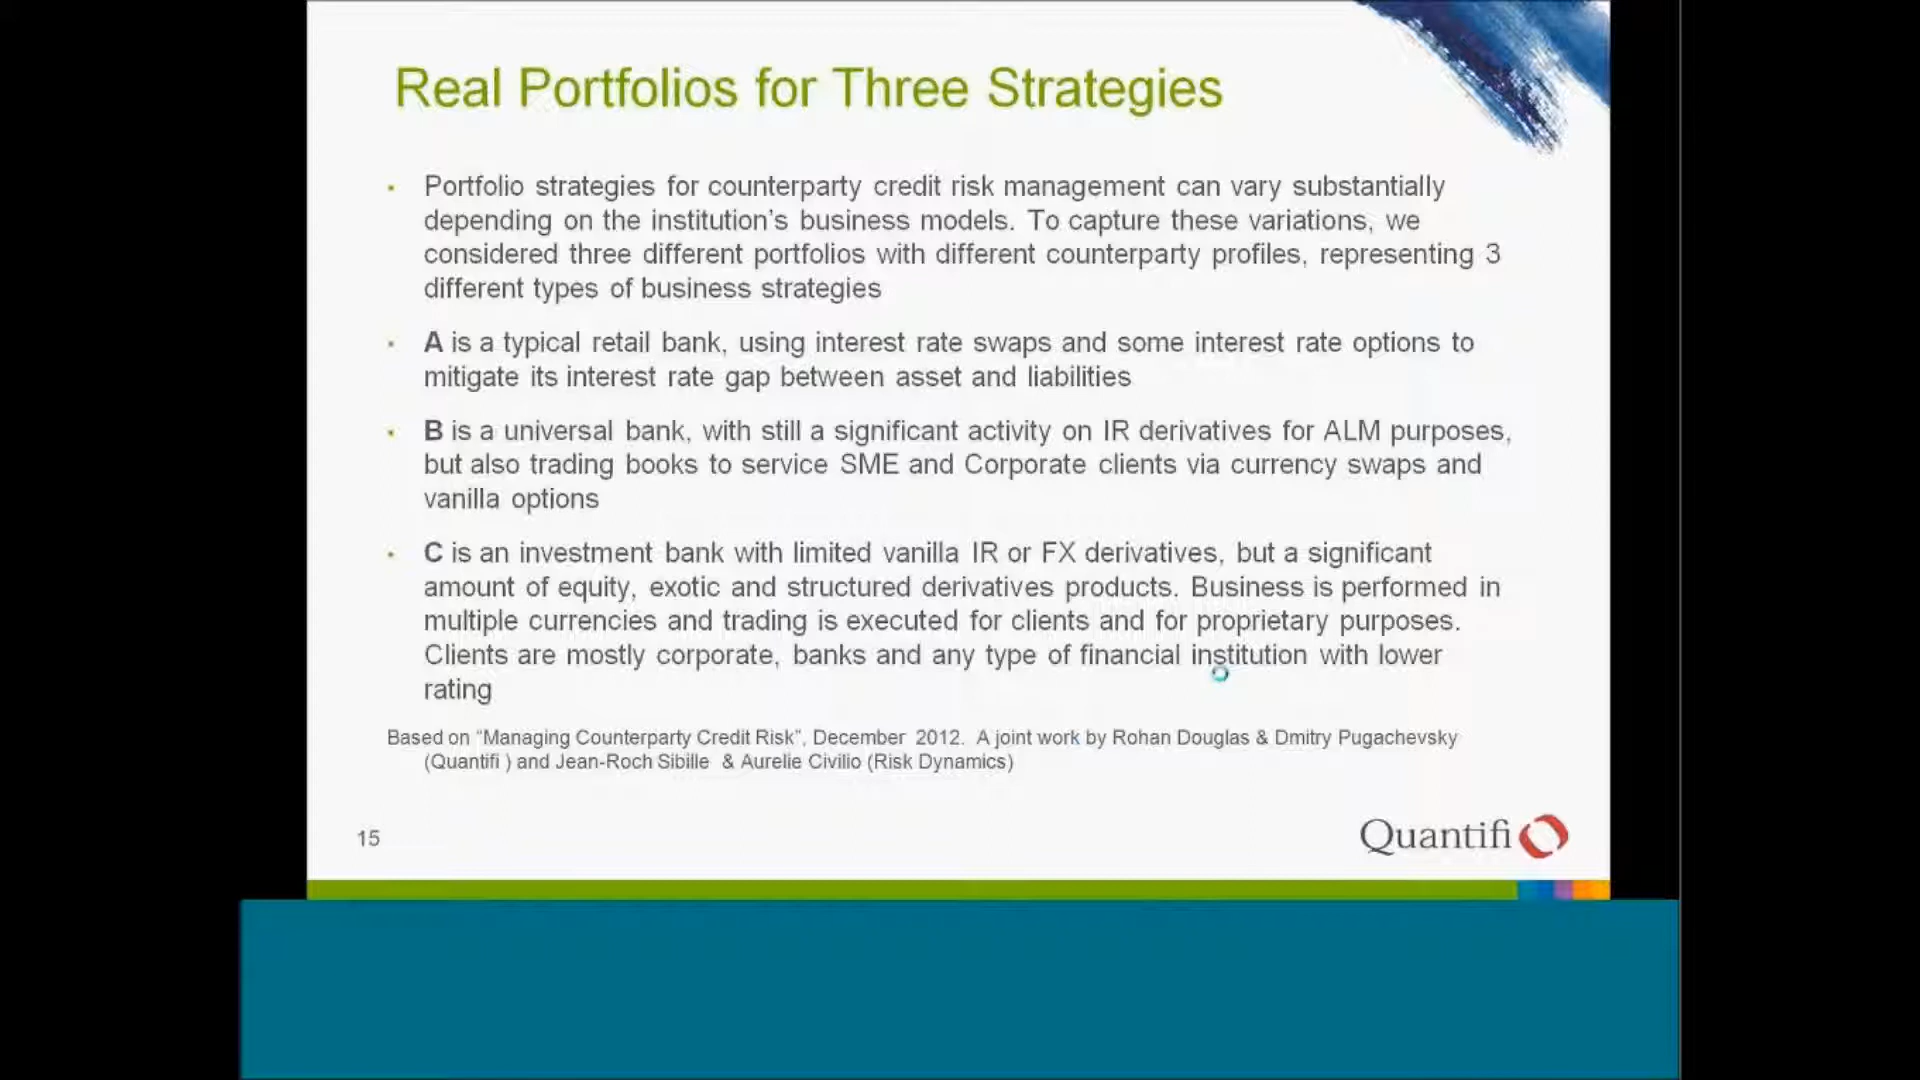 Real Portfolios for Three Strategies
Portfolio strategies for counterparty credit risk management can vary substantially
depending on the institution's business models. To capture these variations, we
considered three different portfolios with different counterparty profiles, representing 3
different types of business strategies
A is a typical retail bank, using interest rate swaps and some interest rate options to
mitigate its interest rate gap between asset and liabilities
B is a universal bank, with still a significant activity on IR derivatives for ALM purposes,
but also trading books to service SME and Corporate clients via currency swaps and
vanilla options
C is an investment bank with limited vanilla IR or FX derivatives, but a significant
amount of equity, exotic and structured derivatives products. Business is performed in
multiple currencies and trading is executed for clients and for proprietary purposes.
Clients are mostly corporate, banks and any type of financial institution with lower
rating
Based on “Managing Counterparty Credit Risk”, December 2012. A joint work by Rohan Douglas & Dmitry Pugachevsky
(Quantifi ) and Jean-Roch Sibille & Aurelie Civilio (Risk Dynamics)
15
Quantifi